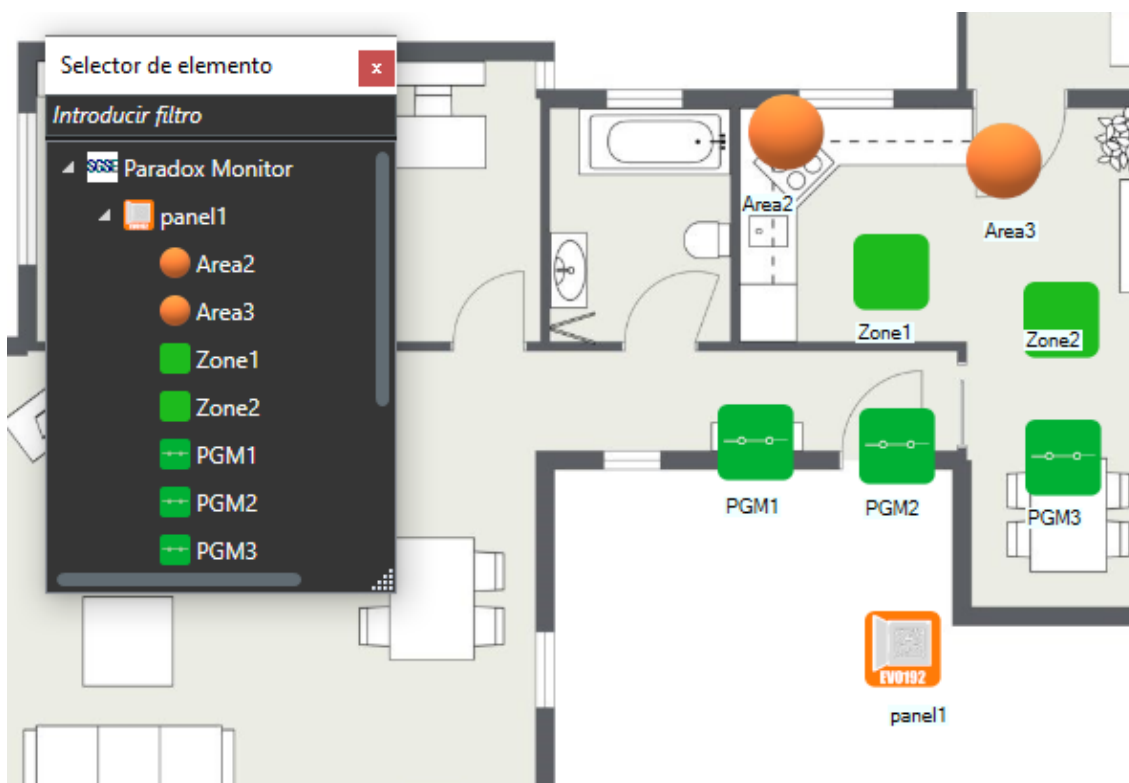 Selector de elemento
x
Introducir filtro
SGSE Paradox Monitor
EVO192 panel1
Area2
Area3
Zone1
Zone2
PGM1
PGM2
PGM3
Area2
Area3
Zone1
Zone2
PGM1
PGM2
PGM3
EVO192
panel1